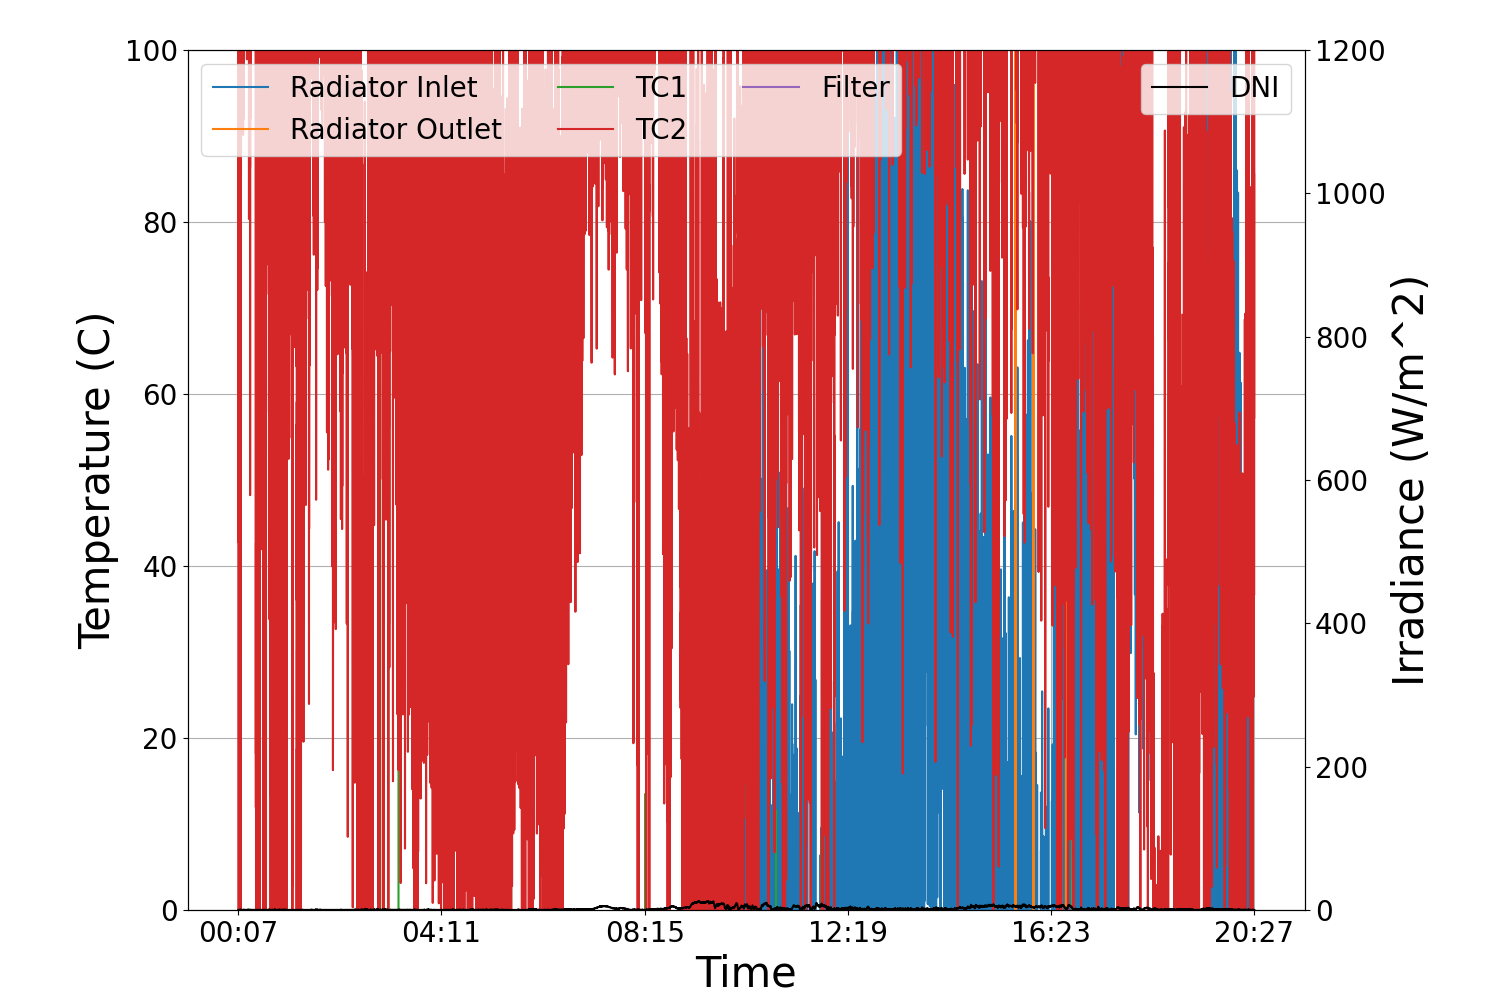 100
80
60
40
20
0
Temperature (C)
Radiator Inlet
Radiator Outlet
TC1
TC2
Filter
DNI
1200
1000
800
600
400
200
0
Irradiance (W/m^2)
00:07
04:11
08:15
12:19
16:23
20:27
Time